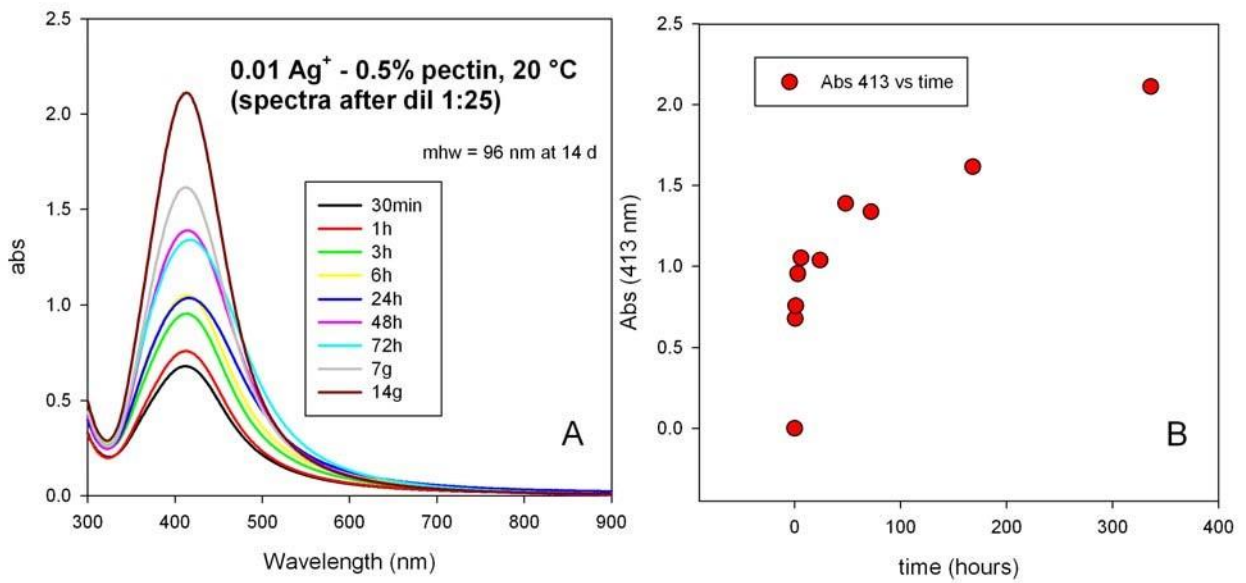 0.01 Ag⁺ - 0.5% pectin, 20 °C
(spectra after dil 1:25)
mhw = 96 nm at 14 d
30min
1h
3h
6h
24h
48h
72h
7g
14g
A
abs
2.5
2.0
1.5
1.0
0.5
0.0
300 400 500 600 700 800 900
Wavelength (nm)
Abs 413 vs time
B
Abs (413 nm)
2.5
2.0
1.5
1.0
0.5
0.0
0 100 200 300 400
time (hours)